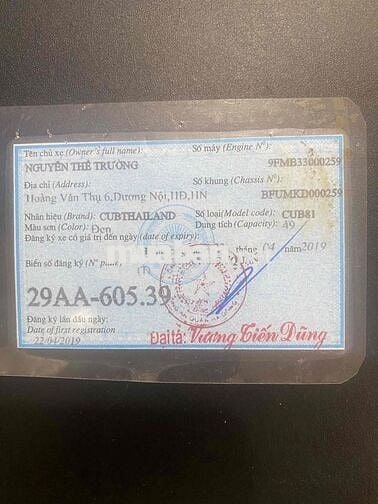 Tên chủ xe (Owner's full name):
NGUYỄN THẾ TRƯỜNG
Số máy (Engine Nº):
9FMB33000259
Địa chỉ (Address):
Hoàng Văn Thụ 6,Dương Nội,HĐ,HN
Số khung (Chassis Nº)
BFUMKD000259
Nhãn hiệu (Brand): CUBTHAILAND
Số loại(Model code): CUB81
Màu sơn (Color): Đen
Dung tích (Capacity): 49
Đăng ký xe có giá trị đến ngày (date of expiry)
tháng 04 năm 2019
Biển số đăng ký (Nº
29AA-605.39
Đăng ký lần đầu ngày:
Date of first registration
22/04/2019
Đại tá: Vương Tiến Dũng